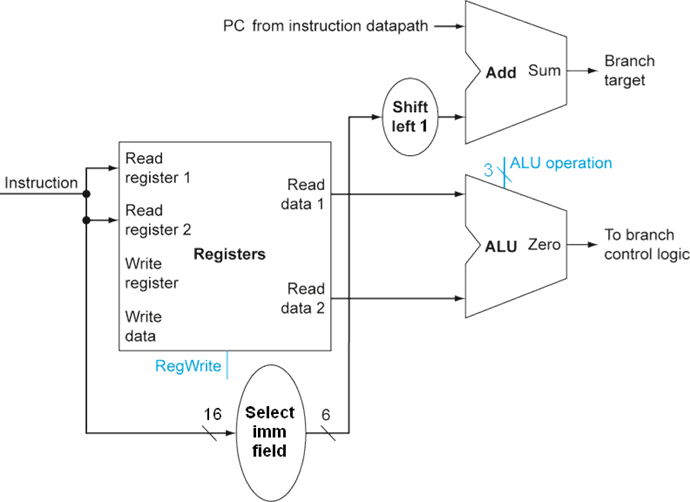 PC from instruction datapath
Add
Sum
Branch
target
Shift
left 1
Instruction
Read
register 1
Read
register 2
Write
register
Write
data
Registers
Read
data 1
Read
data 2
RegWrite
3
ALU operation
ALU
Zero
To branch
control logic
16
Select
imm
field
6